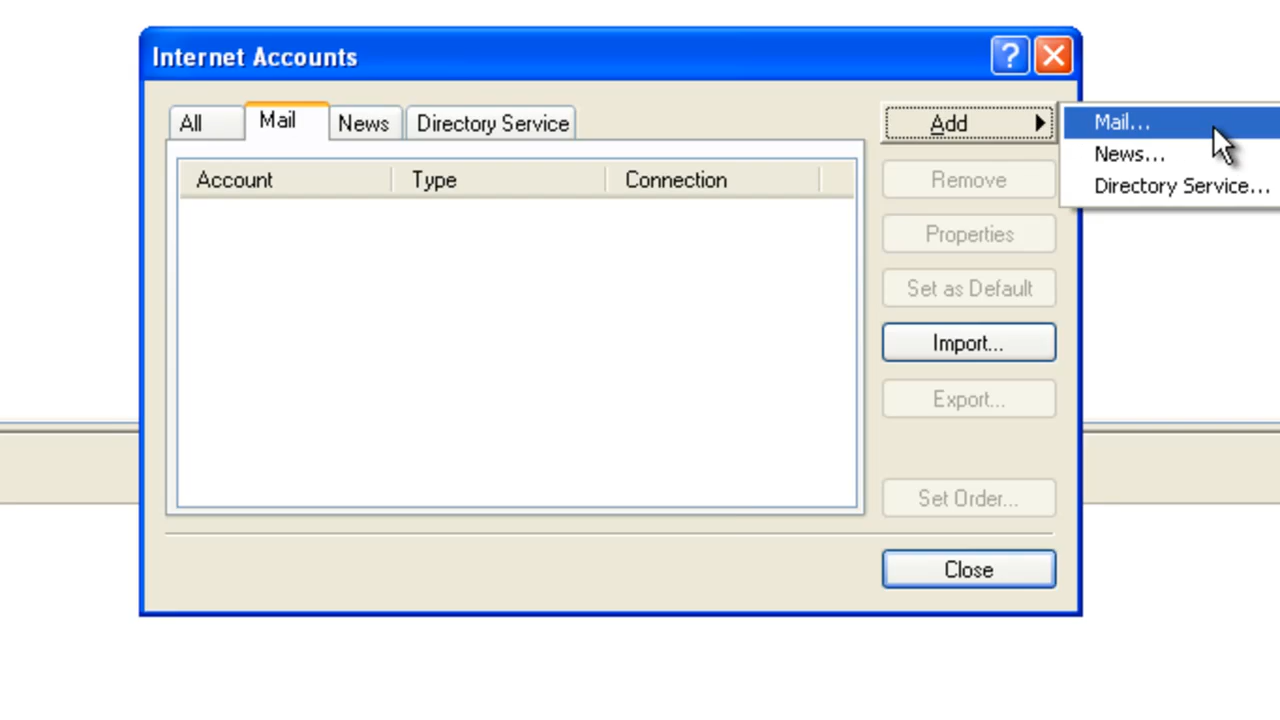 Internet Accounts
?
All Mail News Directory Service
Account Type Connection
Add
Remove
Properties
Set as Default
Import...
Export...
Set Order...
Close
Mail...
News...
Directory Service...